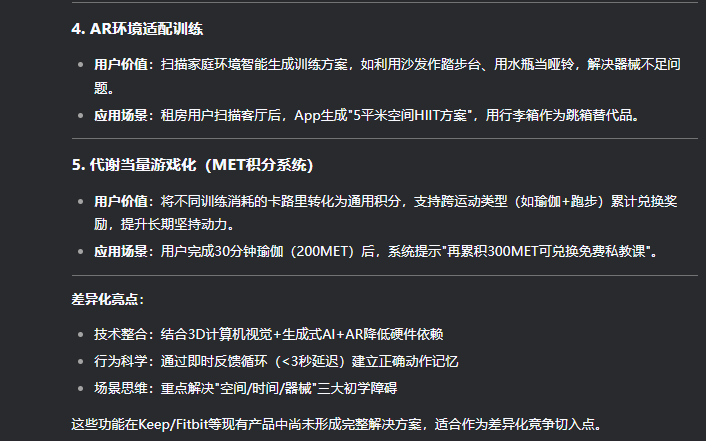 4. AR环境适配训练
用户价值：扫描家庭环境智能生成训练方案，如利用沙发作踏步台、用水瓶当哑铃，解决器械不足问
题。
应用场景：租房用户扫描客厅后，App生成"5平米空间HIIT方案"，用行李箱作为跳箱替代品。
5. 代谢当量游戏化（MET积分系统）
用户价值：将不同训练消耗的卡路里转化为通用积分，支持跨运动类型（如瑜伽+跑步）累计兑换奖
励，提升长期坚持动力。
应用场景：用户完成30分钟瑜伽（200MET）后，系统提示"再累积300MET可兑换免费私教课"。
差异化亮点：
技术整合：结合3D计算机视觉+生成式AI+AR降低硬件依赖
行为科学：通过即时反馈循环（<3秒延迟）建立正确动作记忆
场景思维：重点解决"空间/时间/器械"三大初学障碍
这些功能在Keep/Fitbit等现有产品中尚未形成完整解决方案，适合作为差异化竞争切入点。